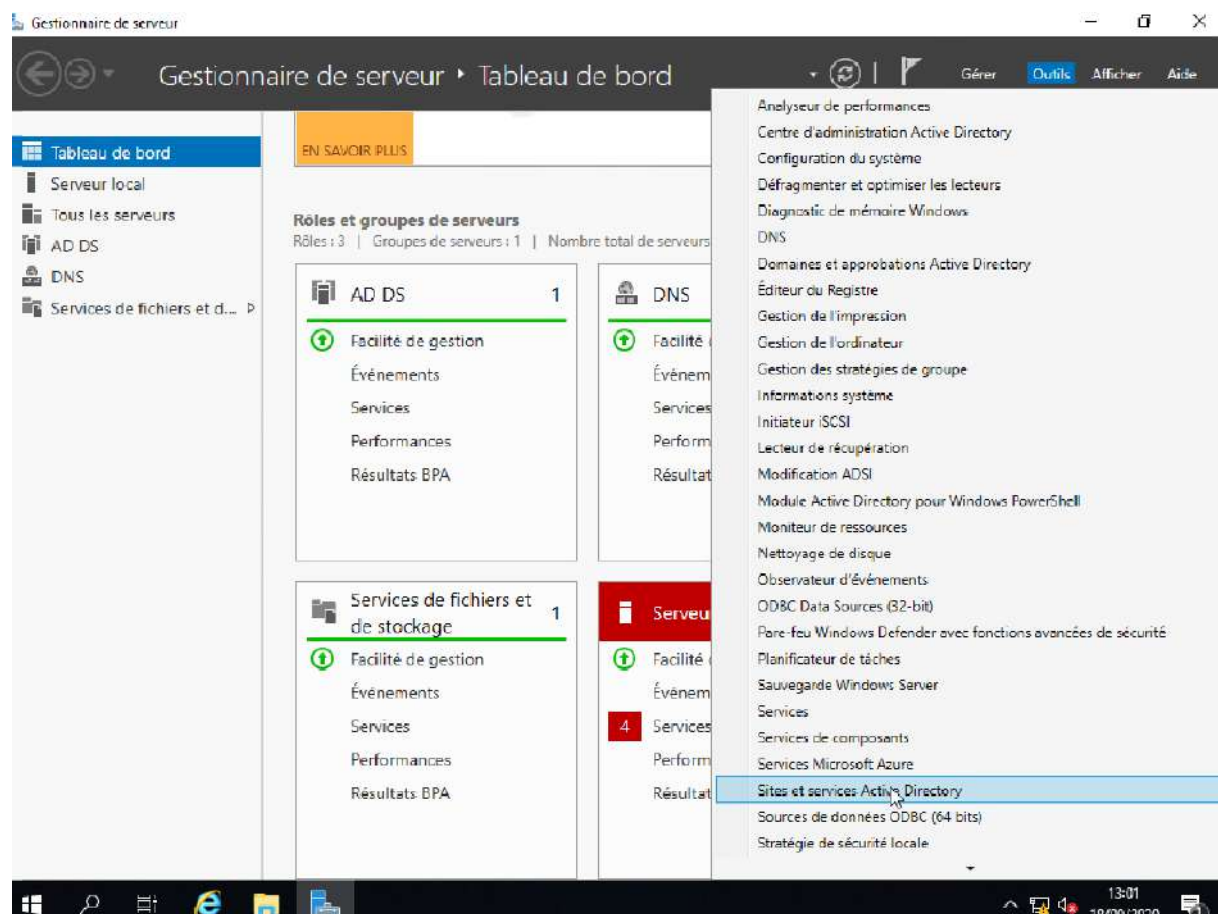 Gestionnaire de serveur
Gestionnaire de serveur ‣ Tableau de bord
Gérer Outils Afficher Aide
Tableau de bord
Serveur local
Tous les serveurs
AD DS
DNS
Services de fichiers et d...
EN SAVOIR PLUS
Rôles et groupes de serveurs
Rôles : 3 | Groupes de serveurs : 1 | Nombre total de serveurs
AD DS 1
Facilité de gestion
Événements
Services
Performances
Résultats BPA
DNS
Facilité
Événem
Services
Perform
Résultat
Services de fichiers et de stockage 1
Facilité de gestion
Événements
Services
Performances
Résultats BPA
Serveu
Facilité
Événem
4 Services
Perform
Résultat
Analyseur de performances
Centre d'administration Active Directory
Configuration du système
Défragmenter et optimiser les lecteurs
Diagnostic de mémoire Windows
DNS
Domaines et approbations Active Directory
Éditeur du Registre
Gestion de l'impression
Gestion de l'ordinateur
Gestion des stratégies de groupe
Informations système
Initiateur iSCSI
Lecteur de récupération
Modification ADSI
Module Active Directory pour Windows PowerShell
Moniteur de ressources
Nettoyage de disque
Observateur d'événements
ODBC Data Sources (32-bit)
Pare-feu Windows Defender avec fonctions avancées de sécurité
Planificateur de tâches
Sauvegarde Windows Server
Services
Services de composants
Services Microsoft Azure
Sites et services Active Directory
Sources de données ODBC (64 bits)
Stratégie de sécurité locale
13:01